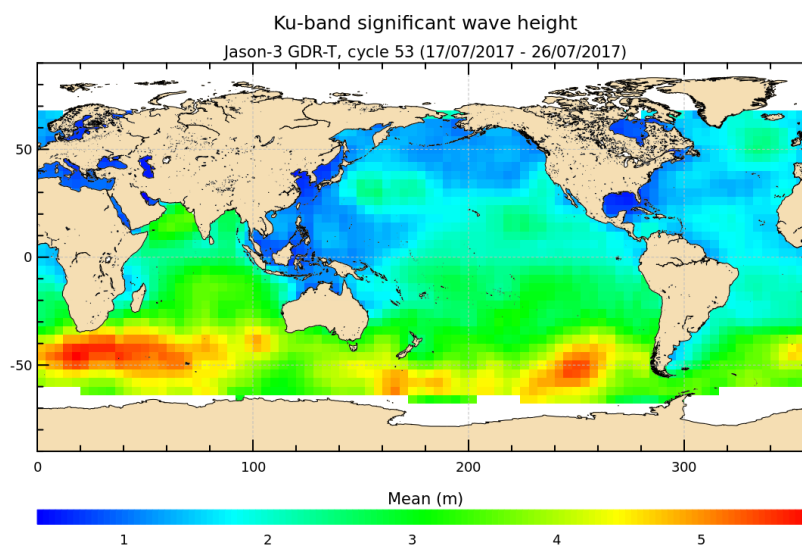 Ku-band significant wave height
Jason-3 GDR-T, cycle 53 (17/07/2017 - 26/07/2017)
50
0
-50
0 100 200 300
Mean (m)
1 2 3 4 5